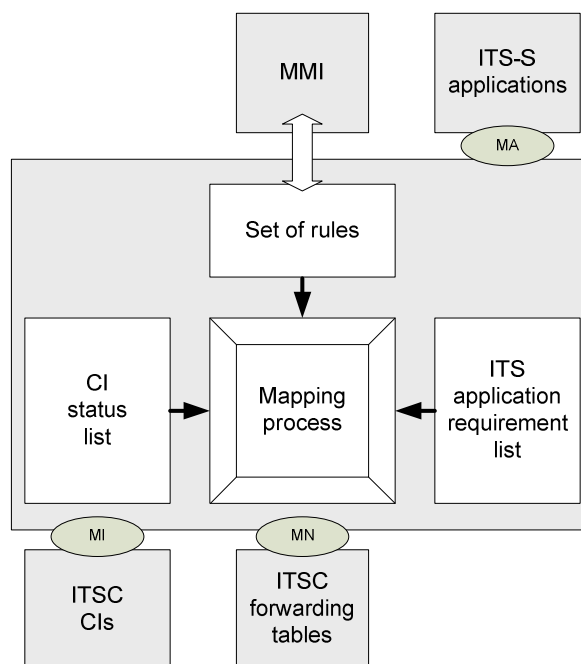 MMI
ITS-S
applications
MA
Set of rules
CI
status
list
Mapping
process
ITS
application
requirement
list
MI
MN
ITSC
CIs
ITSC
forwarding
tables